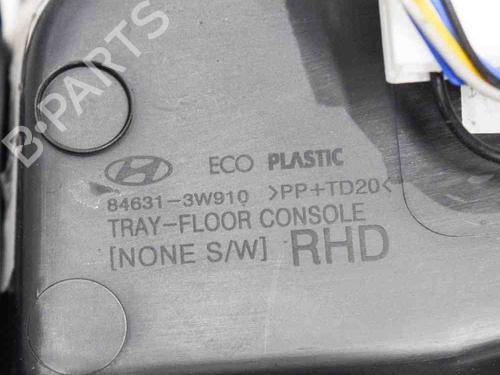 B-PARTS
ECO PLASTIC
84631-3W910 >PP+TD20<
TRAY-FLOOR CONSOLE
[NONE S/W] RHD